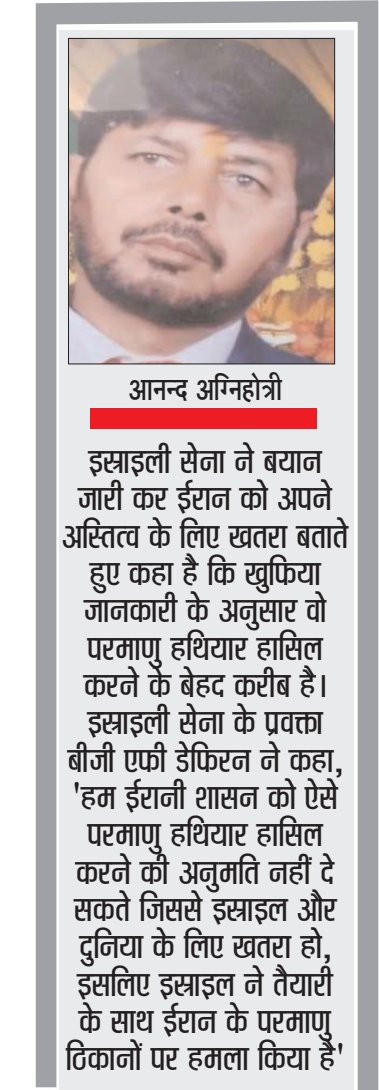 आनन्द अग्निहोत्री
इस्राइली सेना ने बयान
जारी कर ईरान को अपने
अस्तित्व के लिए खतरा बताते
हुए कहा है कि खुफिया
जानकारी के अनुसार वो
परमाणु हथियार हासिल
करने के बेहद करीब है।
इस्राइली सेना के प्रवक्ता
बीजी एफी डेफिरन ने कहा,
'हम ईरानी शासन को ऐसे
परमाणु हथियार हासिल
करने की अनुमति नहीं दे
सकते जिससे इस्राइल और
दुनिया के लिए खतरा हो,
इसलिए इस्राइल ने तैयारी
के साथ ईरान के परमाणु
ठिकानों पर हमला किया है'